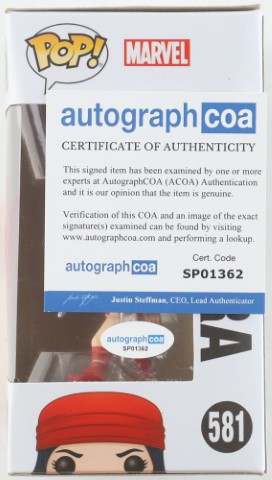 POP!
MARVEL
autographcoa
CERTIFICATE OF AUTHENTICITY
This signed item has been examined by one or more
experts at AutographCOA (ACOA) Authentication
and it is our opinion that the item is genuine.
Verification of this COA and an image of the exact
signature(s) examined can be found by visiting
www.autographcoa.com and performing a lookup.
autographcoa
Cert. Code
SP01362
Justin Steffman, CEO, Lead Authenticator
autographcoa
SP01362
RA
581